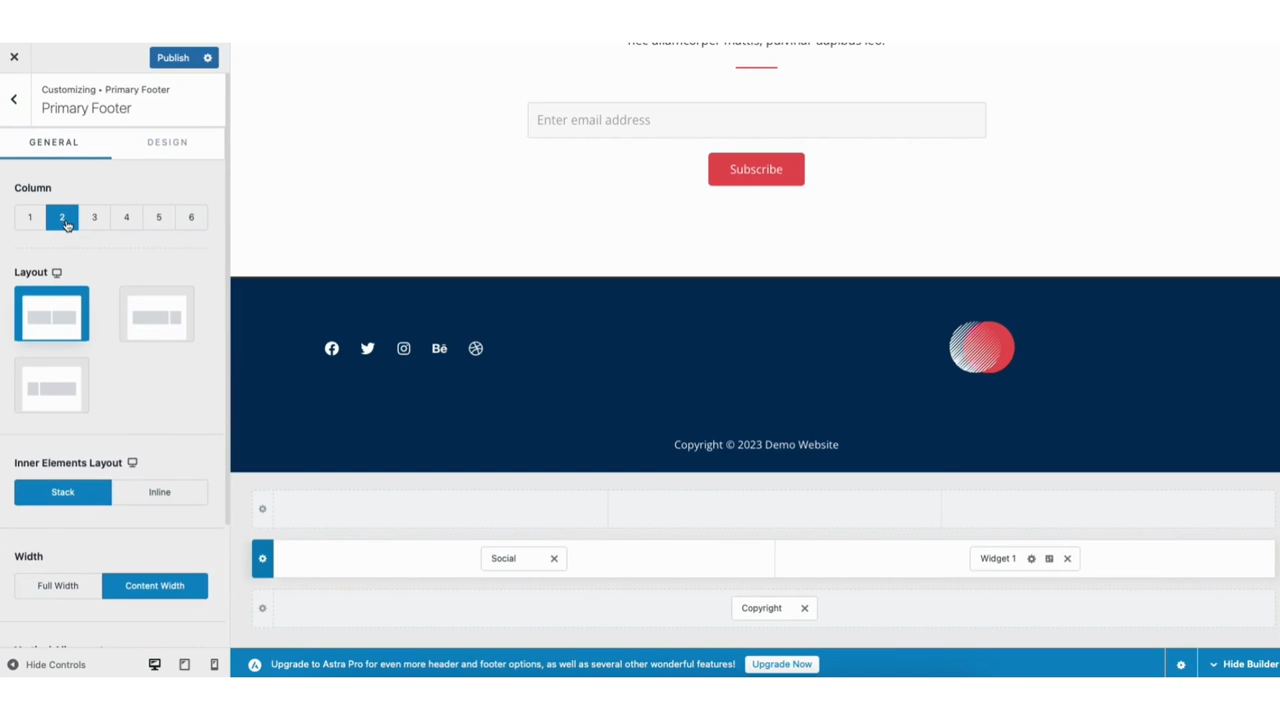 Publish
Customizing • Primary Footer
Primary Footer
GENERAL
DESIGN
Column
1
2
3
4
5
6
Layout
Inner Elements Layout
Stack
Inline
Width
Full Width
Content Width
Hide Controls
Enter email address
Subscribe
Bē
Copyright © 2023 Demo Website
Social
Widget 1
Copyright
Upgrade to Astra Pro for even more header and footer options, as well as several other wonderful features!
Upgrade Now
Hide Builder